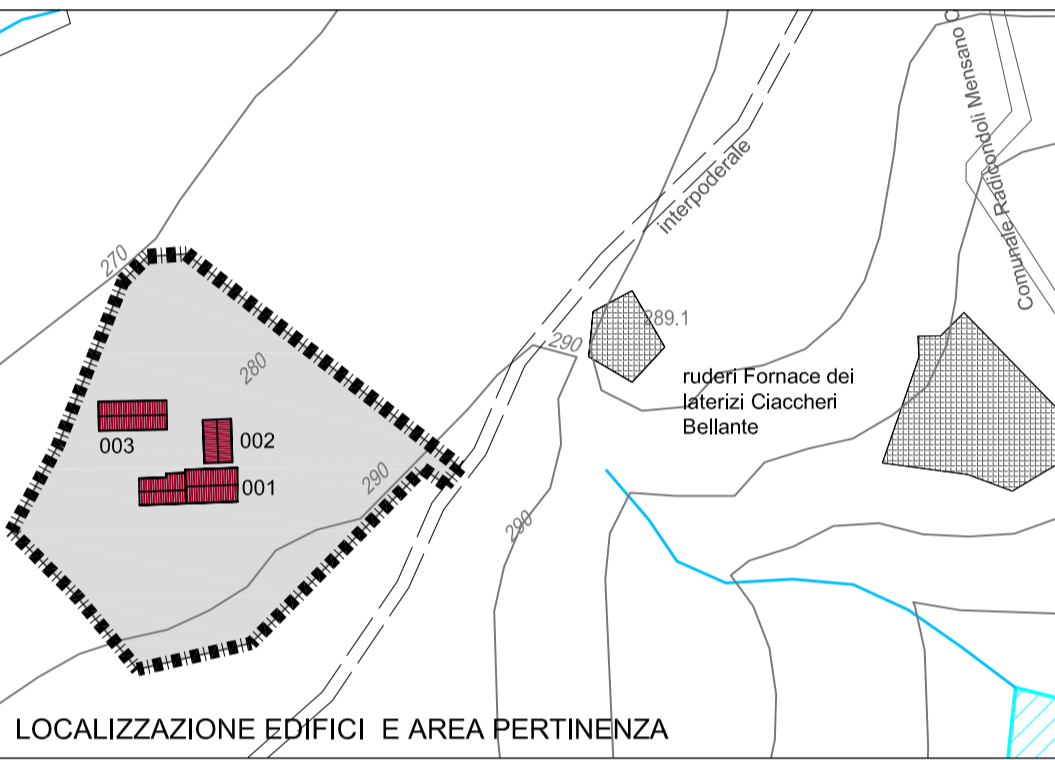 Comunale Radicondoli Mensano
interpoderale
270
289.1
290
280
ruderi Fornace dei
laterizi Ciaccheri
Bellante
003
002
001
290
290
LOCALIZZAZIONE EDIFICI E AREA PERTINENZA